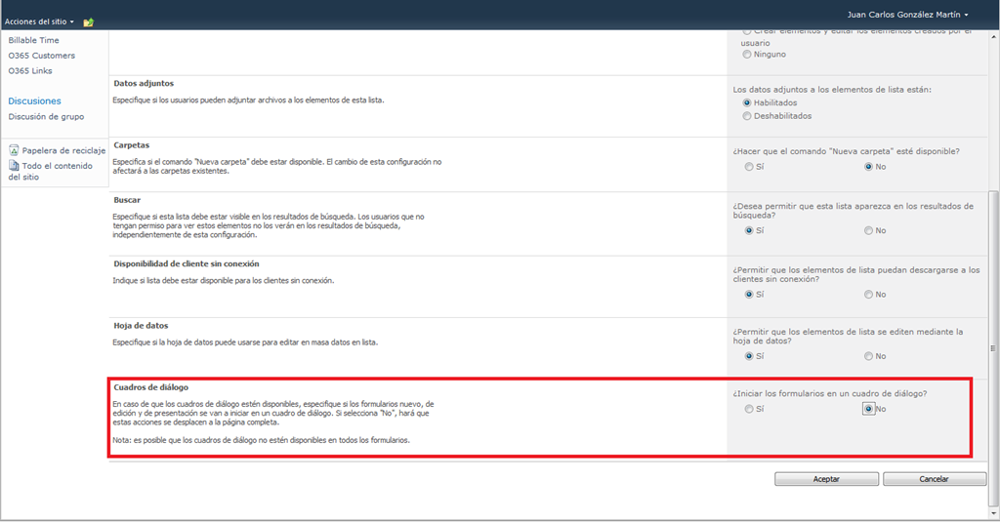 Juan Carlos González Martín
Acciones del sitio
Billable Time
O365 Customers
O365 Links
Discusiones
Discusión de grupo
Papelera de reciclaje
Todo el contenido
del sitio
Crear elementos y editar los elementos creados por el
usuario
Ninguno
Datos adjuntos
Especifique si los usuarios pueden adjuntar archivos a los elementos de esta lista.
Los datos adjuntos a los elementos de lista están:
Habilitados
Deshabilitados
Carpetas
Especifica si el comando "Nueva carpeta" debe estar disponible. El cambio de esta configuración no
afectará a las carpetas existentes.
¿Hacer que el comando "Nueva carpeta" esté disponible?
Sí No
Buscar
Especifique si esta lista debe estar visible en los resultados de búsqueda. Los usuarios que no
tengan permiso para ver estos elementos no los verán en los resultados de búsqueda,
independientemente de esta configuración.
¿Desea permitir que esta lista aparezca en los resultados de
búsqueda?
Sí No
Disponibilidad de cliente sin conexión
Indique si lista debe estar disponible para los clientes sin conexión.
¿Permitir que los elementos de lista puedan descargarse a los
clientes sin conexión?
Sí No
Hoja de datos
Especifique si la hoja de datos puede usarse para editar en masa datos en lista.
¿Permitir que los elementos de lista se editen mediante la
hoja de datos?
Sí No
Cuadros de diálogo
En caso de que los cuadros de diálogo estén disponibles, especifique si los formularios nuevo, de
edición y de presentación se van a iniciar en un cuadro de diálogo. Si selecciona "No", hará que
estas acciones se desplacen a la página completa.
Nota: es posible que los cuadros de diálogo no estén disponibles en todos los formularios.
¿Iniciar los formularios en un cuadro de diálogo?
Sí No
Aceptar Cancelar